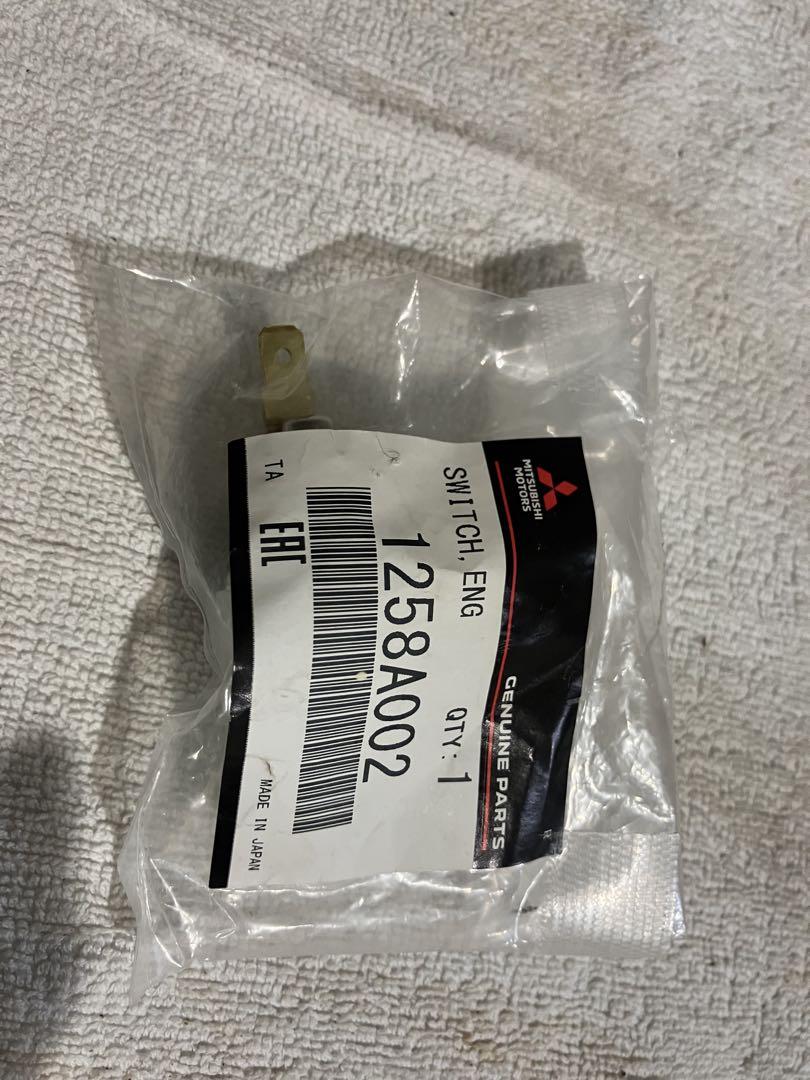 MITSUBISHI
MOTORS
GENUINE PARTS
SWITCH, ENG
QTY: 1
1258A002
TA
EAC
MADE IN JAPAN